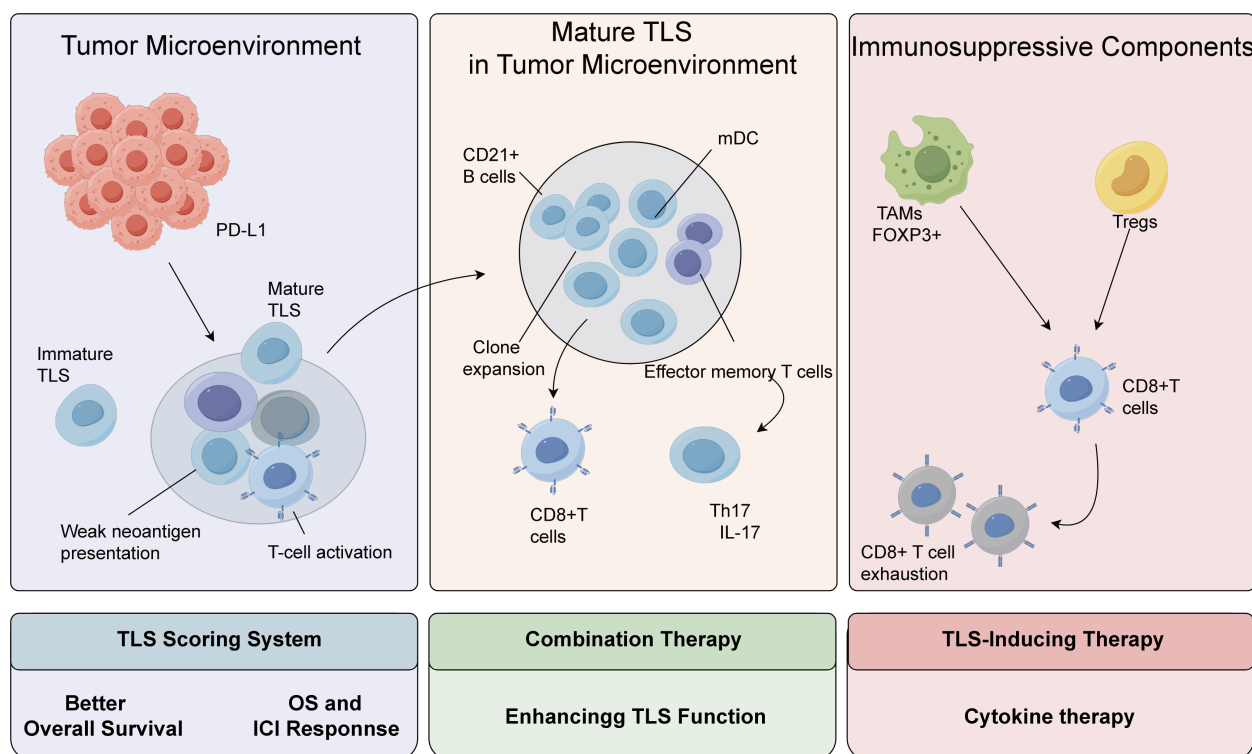 Tumor Microenvironment
PD-L1
Mature
TLS
Immature
TLS
Weak neoantigen
presentation
T-cell activation
Mature TLS
in Tumor Microenvironment
CD21+
B cells
mDC
Clone
expansion
Effector memory T cells
CD8+T
cells
Th17
IL-17
Immunosuppressive Components
TAMs
FOXP3+
Tregs
CD8+T
cells
CD8+ T cell
exhaustion
TLS Scoring System
Better
Overall Survival
OS and
ICI Responnse
Combination Therapy
Enhancingg TLS Function
TLS-Inducing Therapy
Cytokine therapy